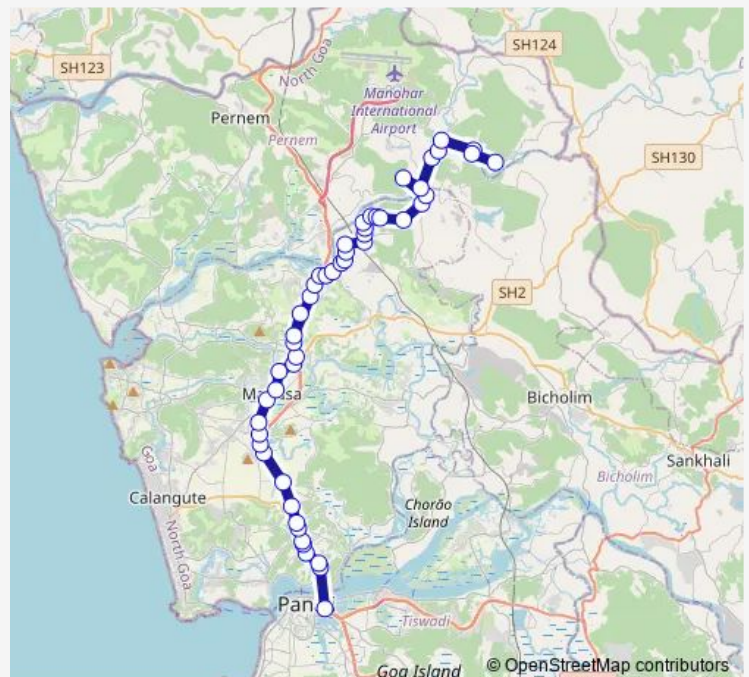 SH124
SH123
North Goa
Manohar
International
Airport
Pernem
Pernem
SH130
SH2
Bicholim
Sankhali
Goa
Calangute
Bicholim
Chorão
Island
North Goa
Tiswadi
Goa Island
© OpenStreetMap contributors